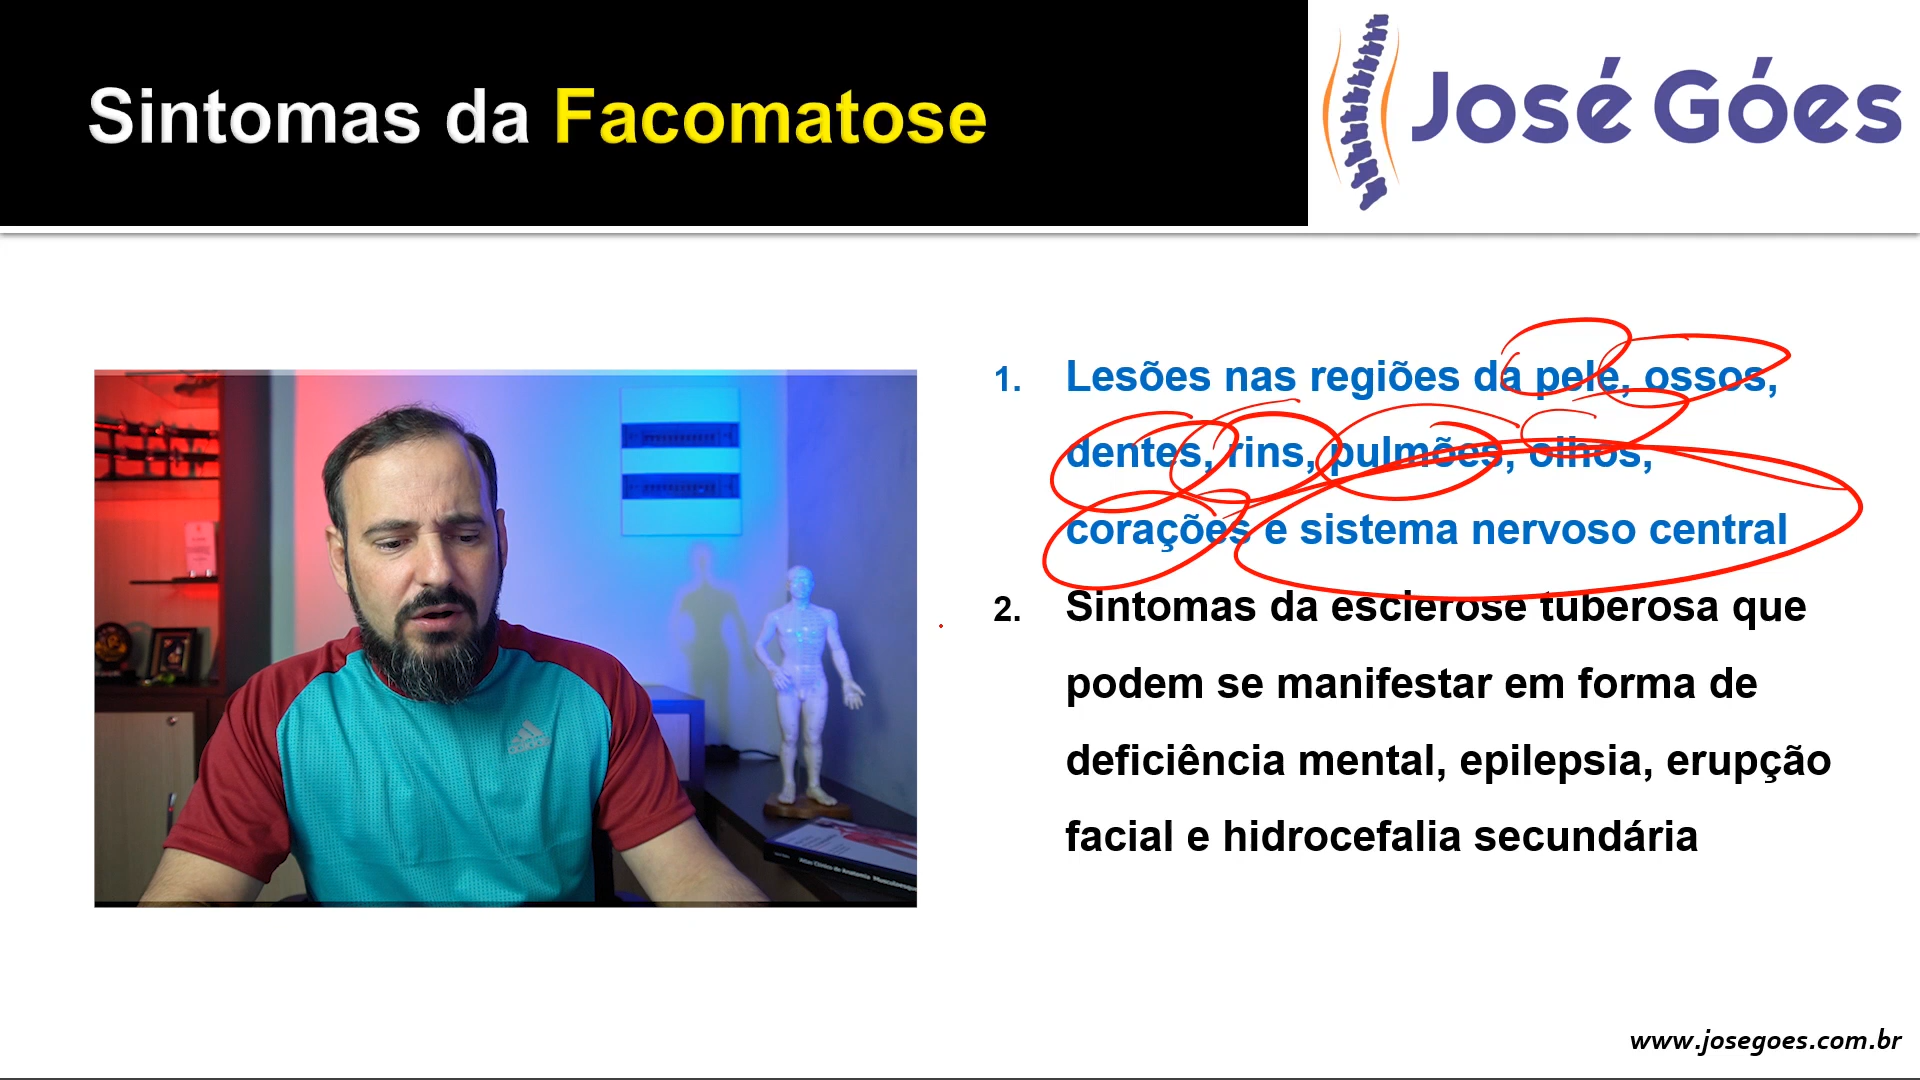 Sintomas da Facomatose
José Góes
1. Lesões nas regiões da pele, ossos,
dentes, rins, pulmões, olhos,
corações e sistema nervoso central
2. Sintomas da esclerose tuberosa que
podem se manifestar em forma de
deficiência mental, epilepsia, erupção
facial e hidrocefalia secundária
www.josegoes.com.br